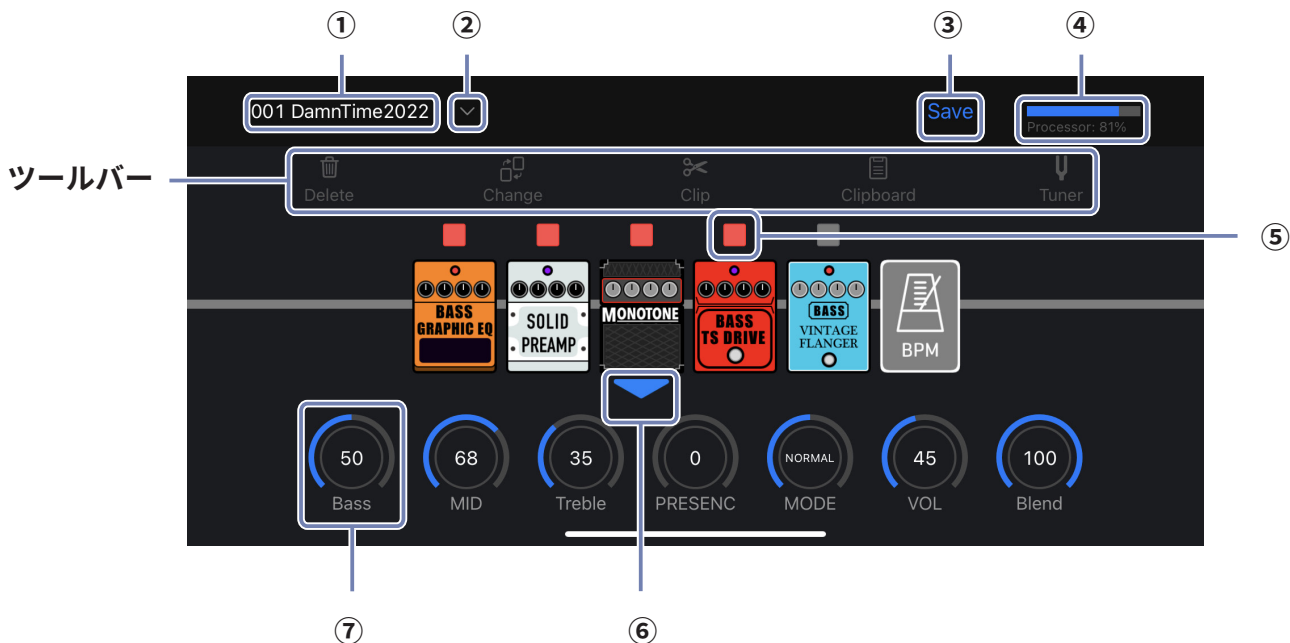 ① ② ③ ④
001 DamnTime2022
Save
Processor: 81%
ツールバー
Delete Change Clip Clipboard Tuner
⑤
BASS
GRAPHIC EQ
SOLID
PREAMP
MONOTONE
BASS
TS DRIVE
BASS
VINTAGE
FLANGER
BPM
50 68 35 0 NORMAL 45 100
Bass MID Treble PRESENC MODE VOL Blend
⑦ ⑥